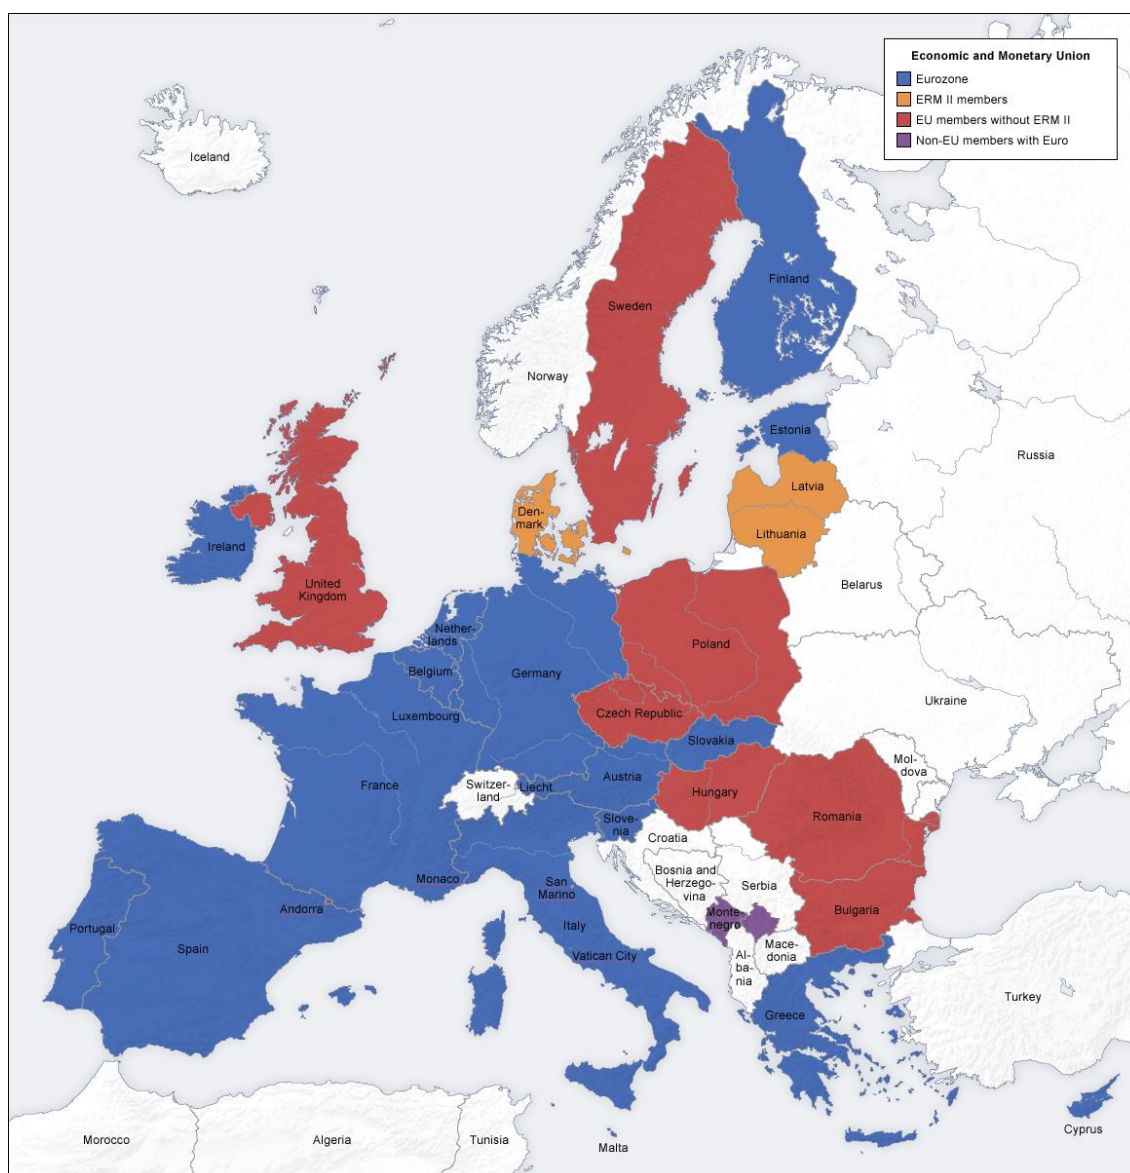 Economic and Monetary Union
Eurozone
ERM II members
EU members without ERM II
Non-EU members with Euro
Iceland
Finland
Sweden
Norway
Estonia
Russia
Latvia
Den-
mark
Lithuania
Ireland
United
Kingdom
Belarus
Nether-
lands
Belgium
Germany
Poland
Luxembourg
Czech Republic
Ukraine
Slovakia
Mol-
dova
France
Switzer-
land
Liecht.
Austria
Hungary
Slove-
nia
Romania
Croatia
Monaco
San
Marino
Bosnia and
Herzego-
vina
Serbia
Andorra
Bulgaria
Portugal
Spain
Italy
Monte-
negro
Vatican City
Al-
ba-
nia
Mace-
donia
Turkey
Greece
Cyprus
Morocco
Algeria
Tunisia
Malta